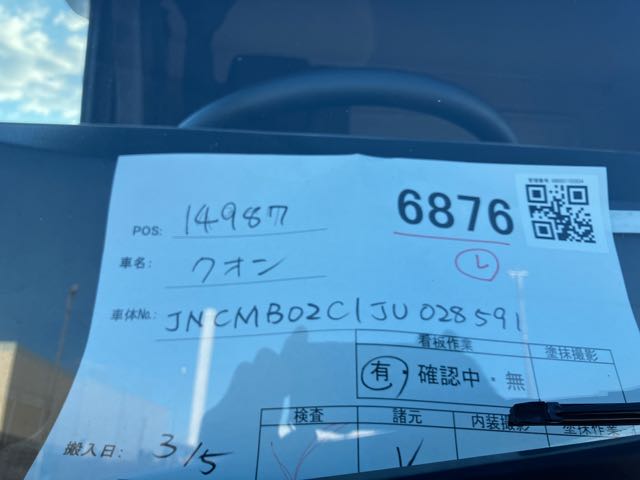 POS: 14987
6876
レ
車名: クオン
車体No.: JNCMB02C1JU028591
看板作業 塗抹撮影
有・確認中・無
検査 諸元 内装撮影 塗抹作業
搬入日: 3/5